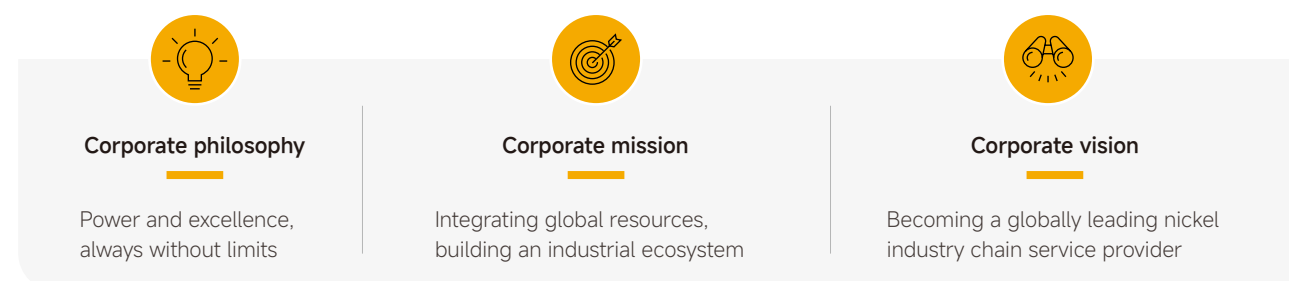 Corporate philosophy
Power and excellence,
always without limits
Corporate mission
Integrating global resources,
building an industrial ecosystem
Corporate vision
Becoming a globally leading nickel
industry chain service provider